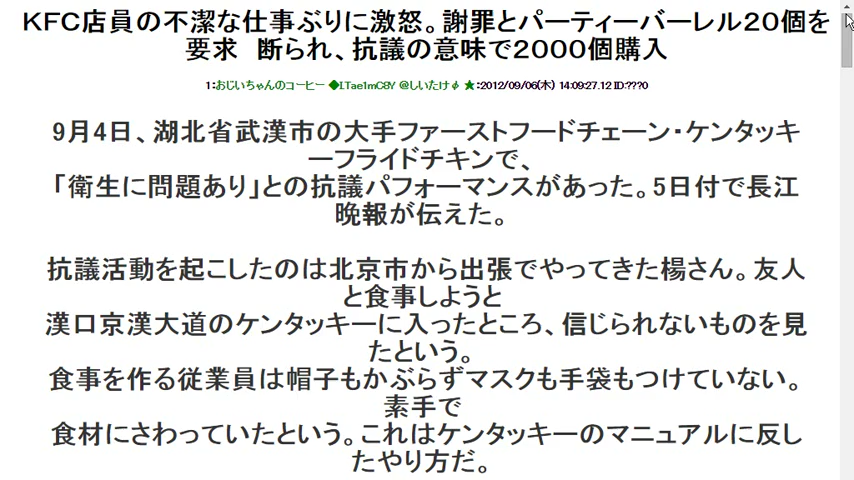 KFC店員の不潔な仕事ぶりに激怒。謝罪とパーティーバーレル20個を
要求　断られ、抗議の意味で2000個購入
1:おじいちゃんのコーヒー ◆I.Tae1mC8Y @しいたけφ ★:2012/09/06(木) 14:09:27.12 ID:???0
9月4日、湖北省武漢市の大手ファーストフードチェーン・ケンタッキ
ーフライドチキンで、
「衛生に問題あり」との抗議パフォーマンスがあった。5日付で長江
晩報が伝えた。
抗議活動を起こしたのは北京市から出張でやってきた楊さん。友人
と食事しようと
漢口京漢大道のケンタッキーに入ったところ、信じられないものを見
たという。
食事を作る従業員は帽子もかぶらずマスクも手袋もつけていない。
素手で
食材にさわっていたという。これはケンタッキーのマニュアルに反し
たやり方だ。